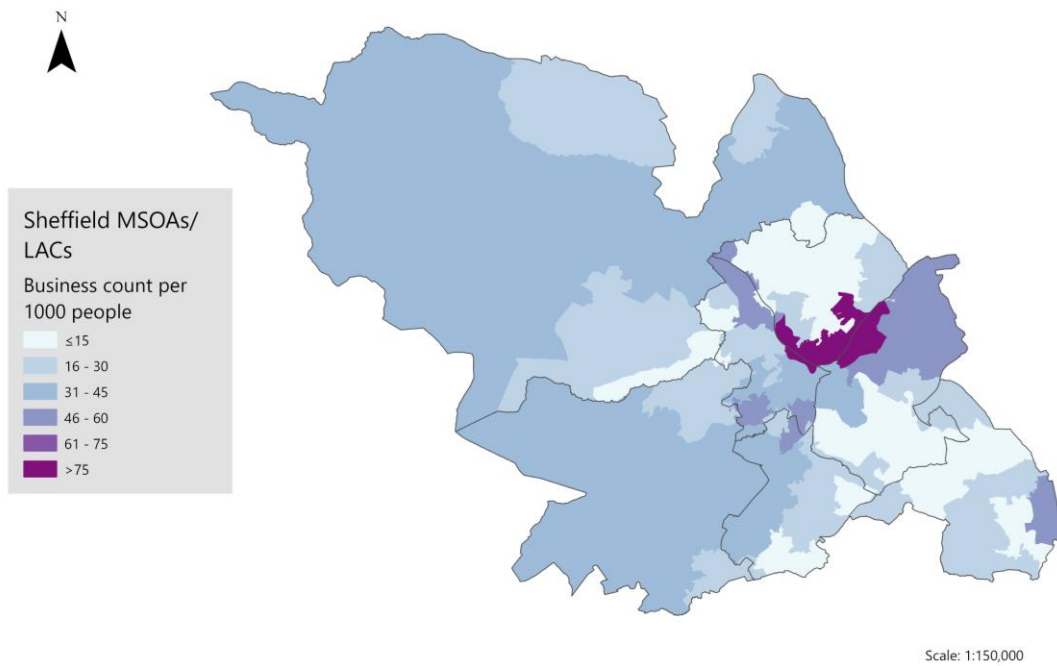 N
Sheffield MSOAs/
LACs
Business count per
1000 people
≤15
16 - 30
31 - 45
46 - 60
61 - 75
>75
Scale: 1:150,000